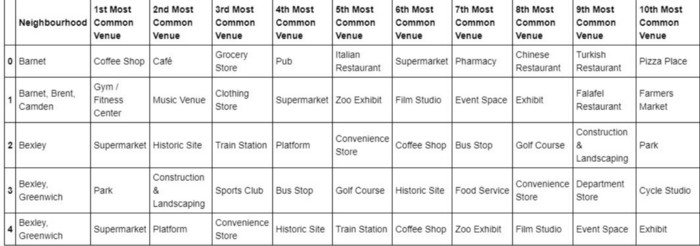 Neighbourhood 1st Most Common Venue 2nd Most Common Venue 3rd Most Common Venue 4th Most Common Venue 5th Most Common Venue 6th Most Common Venue 7th Most Common Venue 8th Most Common Venue 9th Most Common Venue 10th Most Common Venue
0 Barnet Coffee Shop Café Grocery Store Pub Italian Restaurant Supermarket Pharmacy Chinese Restaurant Turkish Restaurant Pizza Place
1 Barnet, Brent, Camden Gym / Fitness Center Music Venue Clothing Store Supermarket Zoo Exhibit Film Studio Event Space Exhibit Falafel Restaurant Farmers Market
2 Bexley Supermarket Historic Site Train Station Platform Convenience Store Coffee Shop Bus Stop Golf Course Construction & Landscaping Park
3 Bexley, Greenwich Park Construction & Landscaping Sports Club Bus Stop Golf Course Historic Site Food Service Convenience Store Department Store Cycle Studio
4 Bexley, Greenwich Supermarket Platform Convenience Store Historic Site Train Station Coffee Shop Zoo Exhibit Film Studio Event Space Exhibit